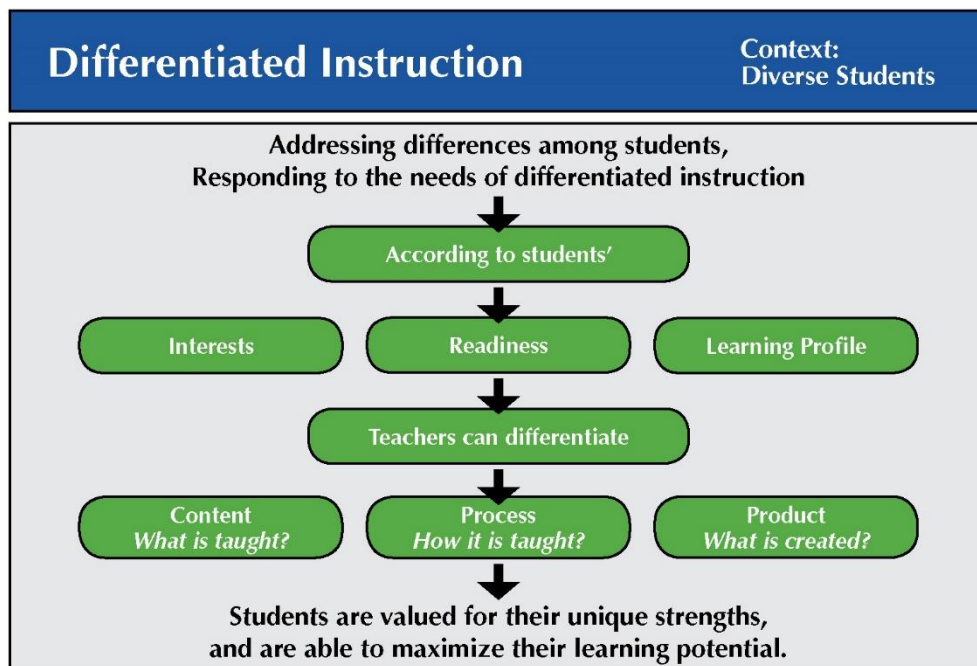 Differentiated Instruction
Context:
Diverse Students
Addressing differences among students,
Responding to the needs of differentiated instruction
According to students’
Interests
Readiness
Learning Profile
Teachers can differentiate
Content
What is taught?
Process
How it is taught?
Product
What is created?
Students are valued for their unique strengths,
and are able to maximize their learning potential.